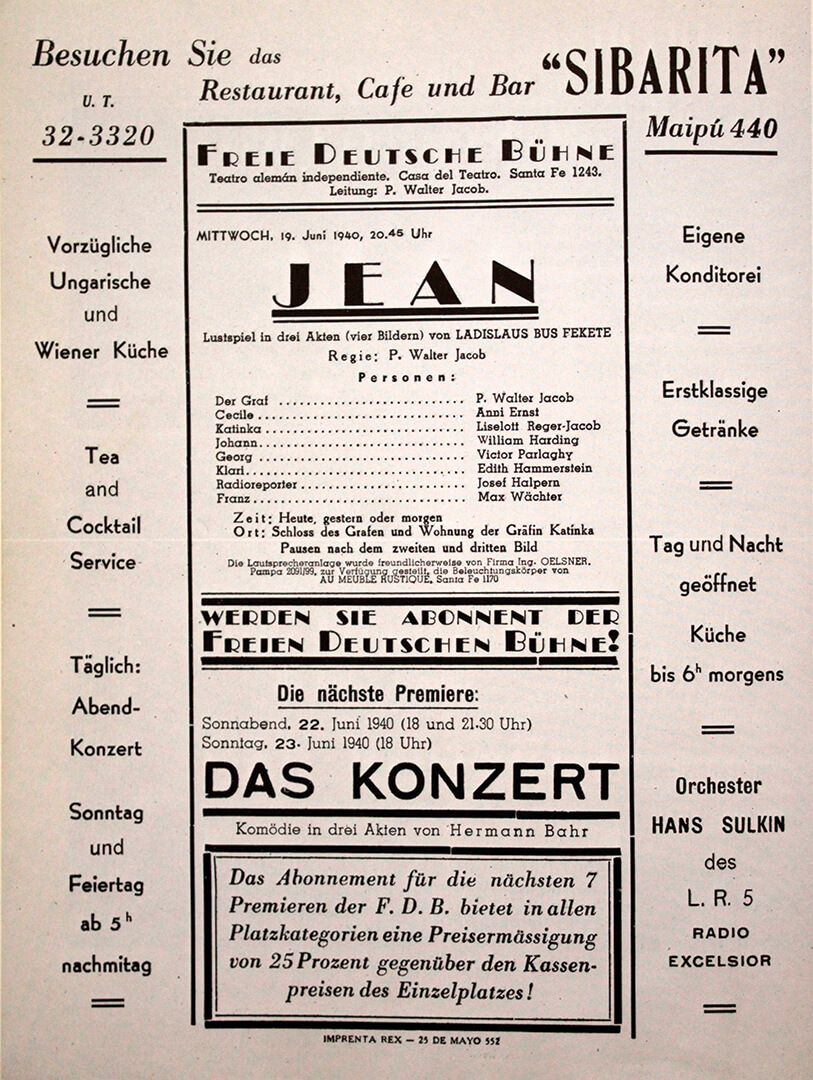 Besuchen Sie das
Restaurant, Cafe und Bar "SIBARITA"
U. T.
32-3320
Maipú 440
Vorzügliche
Ungarische
und
Wiener Küche
Tea
and
Cocktail
Service
Täglich:
Abend-
Konzert
Sonntag
und
Feiertag
ab 5h
nachmitag
FREIE DEUTSCHE BÜHNE
Teatro alemán independiente. Casa del Teatro. Santa Fe 1243.
Leitung: P. Walter Jacob.
MITTWOCH, 19. Juni 1940, 20.45 Uhr
JEAN
Lustspiel in drei Akten (vier Bildern) von LADISLAUS BUS FEKETE
Regie: P. Walter Jacob
Personen:
Der Graf .......................... P. Walter Jacob
Cecile ............................. Anni Ernst
Katinka ............................ Liselott Reger-Jacob
Johann............................. William Harding
Georg ............................. Victor Parlaghy
Klari............................... Edith Hammerstein
Radioreporter ....................... Josef Halpern
Franz.............................. Max Wächter
Zeit: Heute, gestern oder morgen
Ort: Schloss des Grafen und Wohnung der Gräfin Katinka
Pausen nach dem zweiten und dritten Bild
Die Lautsprecheranlage wurde freundlicherweise von Firma Ing. OELSNER,
Pampa 2091/99, zur Verfügung gestellt, die Beleuchtungskörper von
AU MEUBLE RUSTIQUE, Santa Fe 1170
WERDEN SIE ABONNENT DER
FREIEN DEUTSCHEN BÜHNE!
Die nächste Premiere:
Sonnabend, 22. Juni 1940 (18 und 21.30 Uhr)
Sonntag, 23. Juni 1940 (18 Uhr)
DAS KONZERT
Komödie in drei Akten von Hermann Bahr
Das Abonnement für die nächsten 7
Premieren der F. D. B. bietet in allen
Platzkategorien eine Preisermässigung
von 25 Prozent gegenüber den Kassen-
preisen des Einzelplatzes!
IMPRENTA REX — 25 DE MAYO 552
Eigene
Konditorei
Erstklassige
Getränke
Tag und Nacht
geöffnet
Küche
bis 6h morgens
Orchester
HANS SULKIN
des
L. R. 5
RADIO
EXCELSIOR